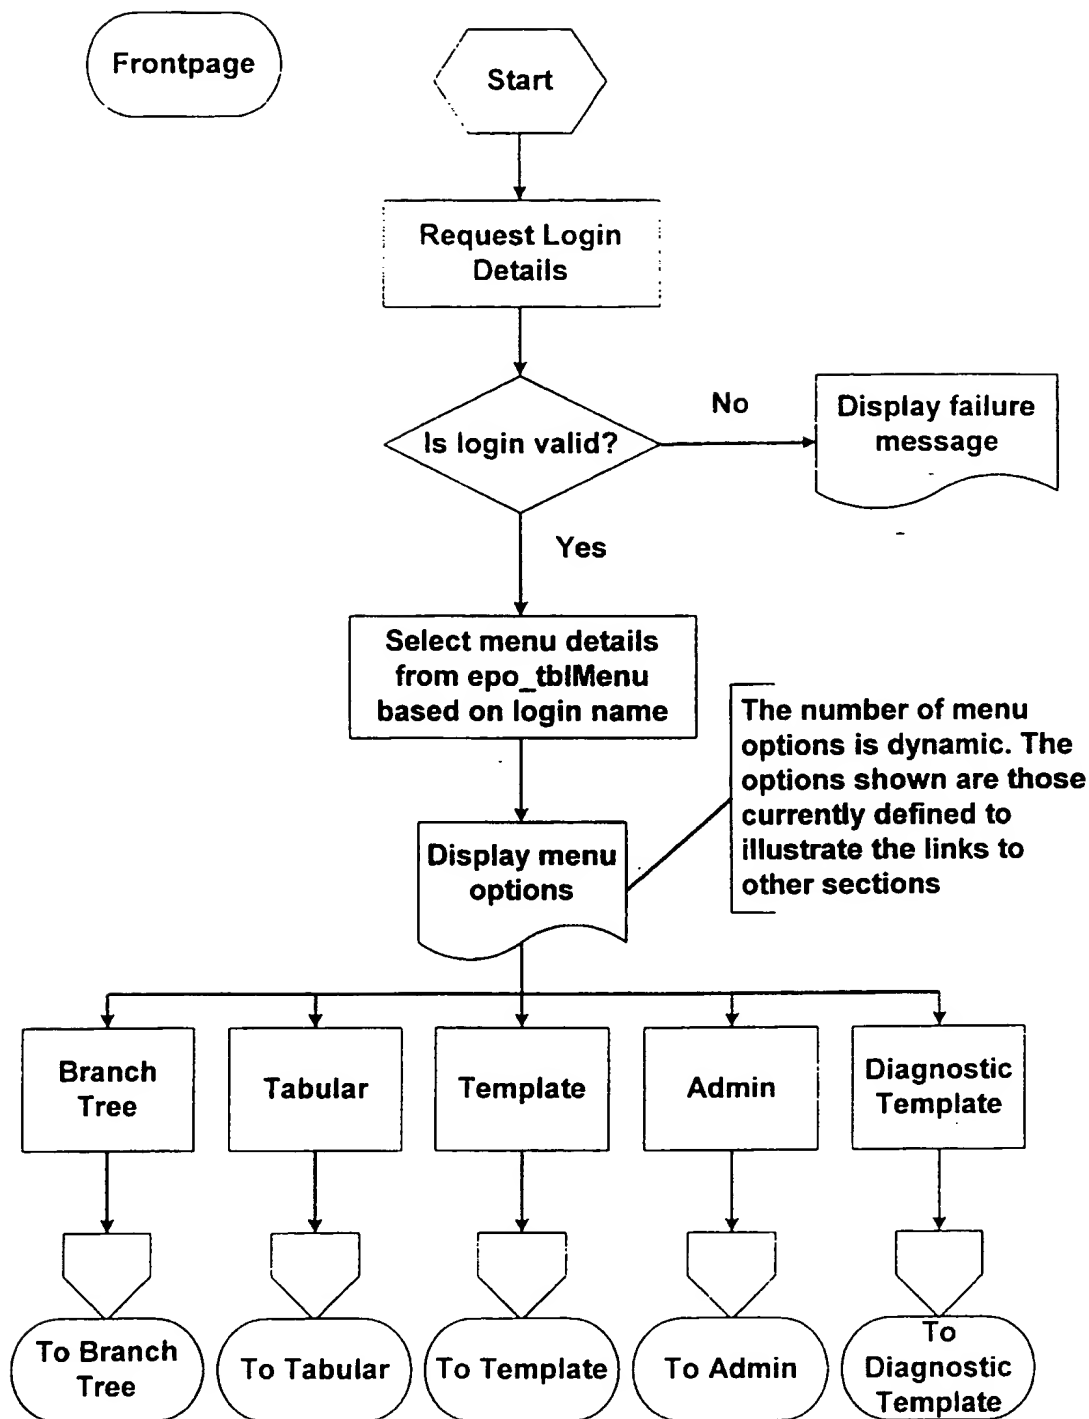 Frontpage
Start
Request Login
Details
Is login valid?
No
Display failure
message
Yes
Select menu details
from epo_tblMenu
based on login name
The number of menu
options is dynamic. The
options shown are those
currently defined to
illustrate the links to
other sections
Display menu
options
Branch
Tree
Tabular
Template
Admin
Diagnostic
Template
To Branch
Tree
To Tabular
To Template
To Admin
To
Diagnostic
Template